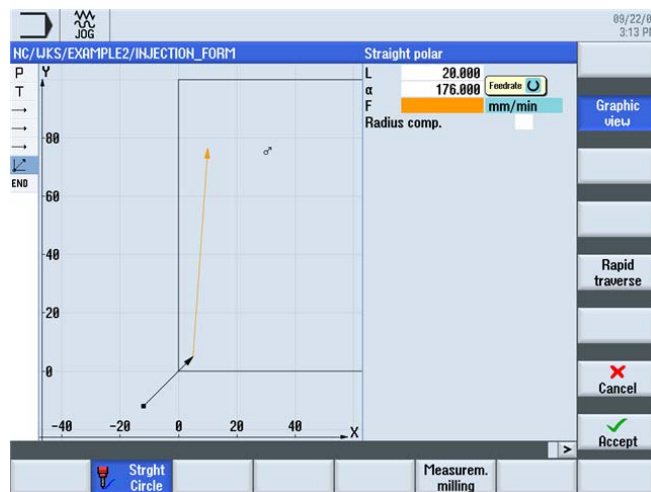 JOG
09/22/0
3:13 P
NC/WKS/EXAMPLE2/INJECTION_FORM
Straight polar
P
T
END
Y
80
60
40
20
0
-40 -20 0 20 40 X
L 20.000
α 176.000 Feedrate
F mm/min
Radius comp.
Graphic
view
Rapid
traverse
Cancel
Accept
>
Strght
Circle
Measurem.
milling